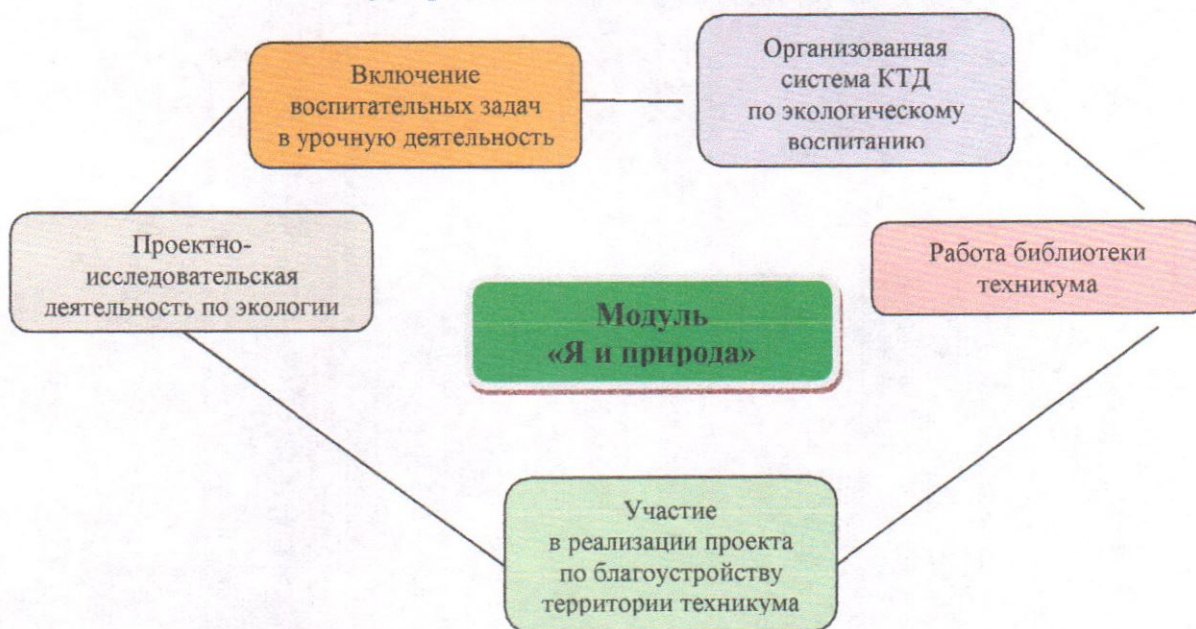 Включение
воспитательных задач
в урочную деятельность
Организованная
система КТД
по экологическому
воспитанию
Проектно-
исследовательская
деятельность по экологии
Работа библиотеки
техникума
Модуль
«Я и природа»
Участие
в реализации проекта
по благоустройству
территории техникума